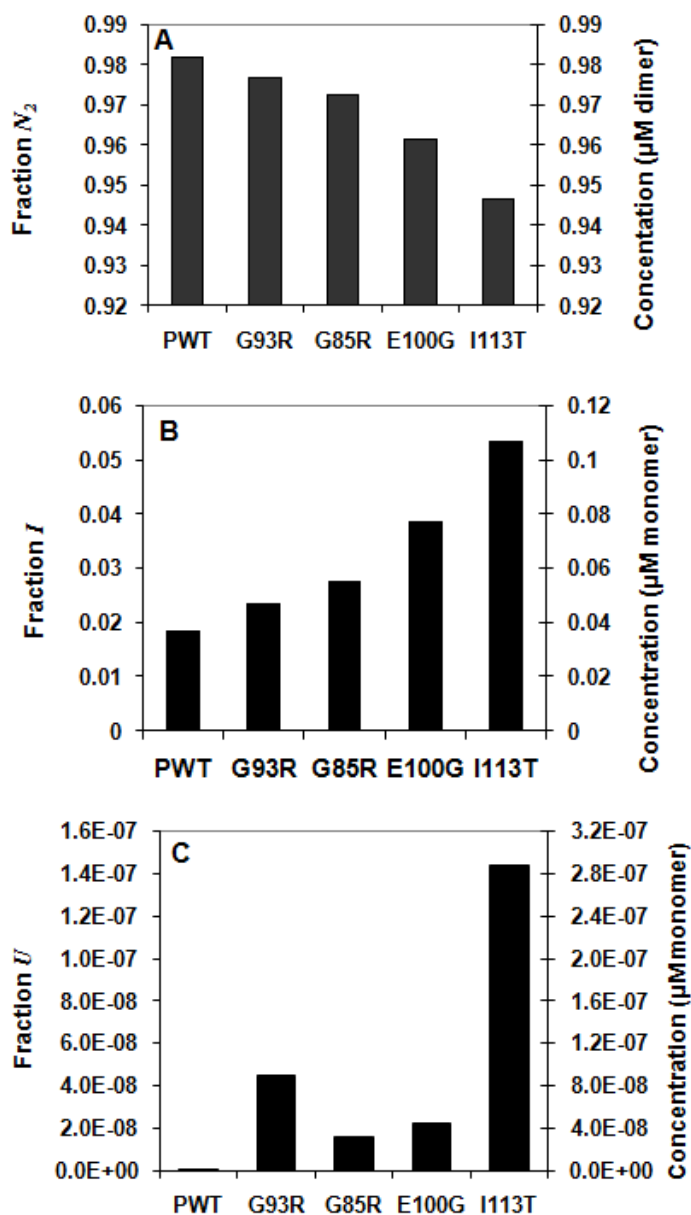 A
0.99
0.98
0.97
0.96
0.95
0.94
0.93
0.92
Fraction N2
0.99
0.98
0.97
0.96
0.95
0.94
0.93
0.92
Concentation (µM dimer)
PWT G93R G85R E100G I113T
B
0.06
0.05
0.04
0.03
0.02
0.01
0
Fraction I
0.12
0.1
0.08
0.06
0.04
0.02
0
Concentration (µM monomer)
PWT G93R G85R E100G I113T
C
1.6E-07
1.4E-07
1.2E-07
1.0E-07
8.0E-08
6.0E-08
4.0E-08
2.0E-08
0.0E+00
Fraction U
3.2E-07
2.8E-07
2.4E-07
2.0E-07
1.6E-07
1.2E-07
8.0E-08
4.0E-08
0.0E+00
Concentration (µMmonomer)
PWT G93R G85R E100G I113T